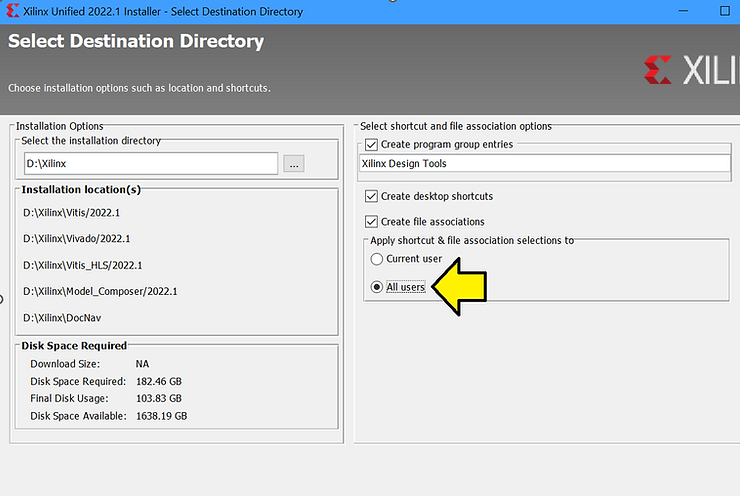 Xilinx Unified 2022.1 Installer - Select Destination Directory
Select Destination Directory
Choose installation options such as location and shortcuts.
XILI
Installation Options
Select the installation directory
D:\Xilinx
...
Installation location(s)
D:\Xilinx\Vitis/2022.1
D:\Xilinx\Vivado/2022.1
D:\Xilinx\Vitis_HLS/2022.1
D:\Xilinx\Model_Composer/2022.1
D:\Xilinx\DocNav
Disk Space Required
Download Size: NA
Disk Space Required: 182.46 GB
Final Disk Usage: 103.83 GB
Disk Space Available: 1638.19 GB
Select shortcut and file association options
Create program group entries
Xilinx Design Tools
Create desktop shortcuts
Create file associations
Apply shortcut & file association selections to
Current user
All users